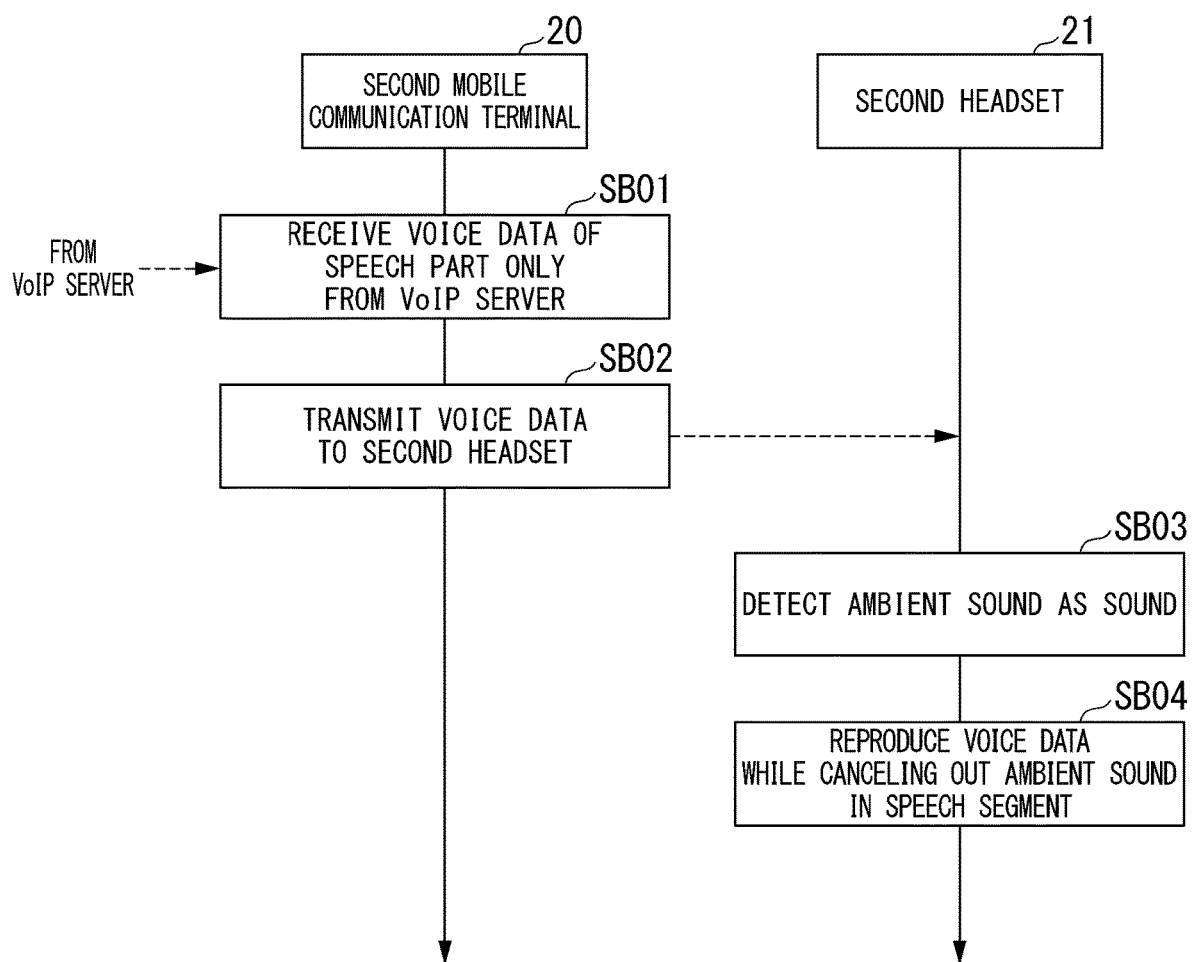 20
SECOND MOBILE
COMMUNICATION TERMINAL
21
SECOND HEADSET
SB01
FROM
VoIP SERVER
RECEIVE VOICE DATA OF
SPEECH PART ONLY
FROM VoIP SERVER
SB02
TRANSMIT VOICE DATA
TO SECOND HEADSET
SB03
DETECT AMBIENT SOUND AS SOUND
SB04
REPRODUCE VOICE DATA
WHILE CANCELING OUT AMBIENT SOUND
IN SPEECH SEGMENT